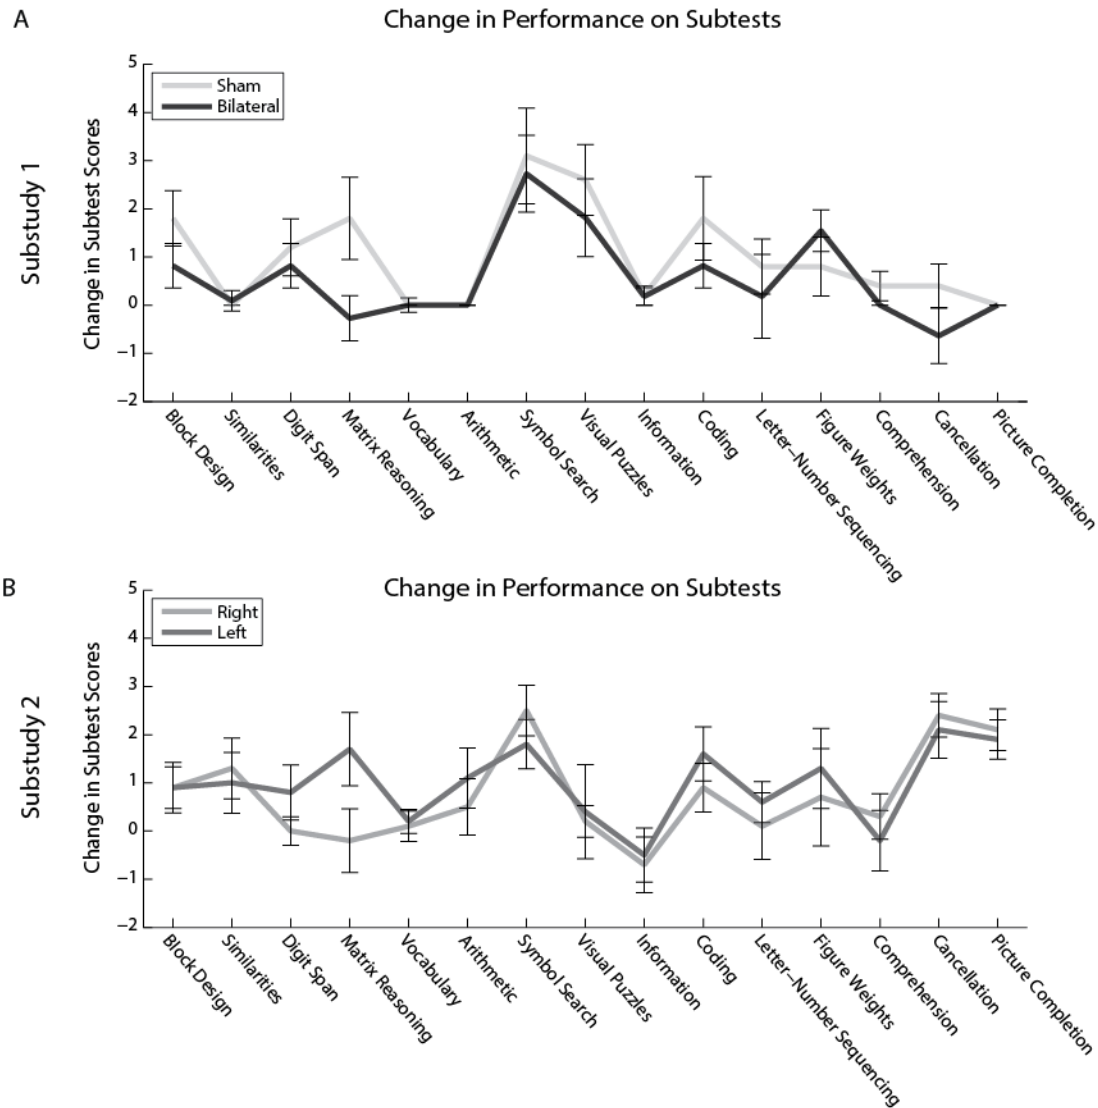 A
Change in Performance on Subtests
Substudy 1
Change in Subtest Scores
5
4
3
2
1
0
−1
−2
Sham
Bilateral
Block Design
Similarities
Digit Span
Matrix Reasoning
Vocabulary
Arithmetic
Symbol Search
Visual Puzzles
Information
Coding
Letter−Number Sequencing
Figure Weights
Comprehension
Cancellation
Picture Completion
B
Change in Performance on Subtests
Substudy 2
Change in Subtest Scores
5
4
3
2
1
0
−1
−2
Right
Left
Block Design
Similarities
Digit Span
Matrix Reasoning
Vocabulary
Arithmetic
Symbol Search
Visual Puzzles
Information
Coding
Letter−Number Sequencing
Figure Weights
Comprehension
Cancellation
Picture Completion